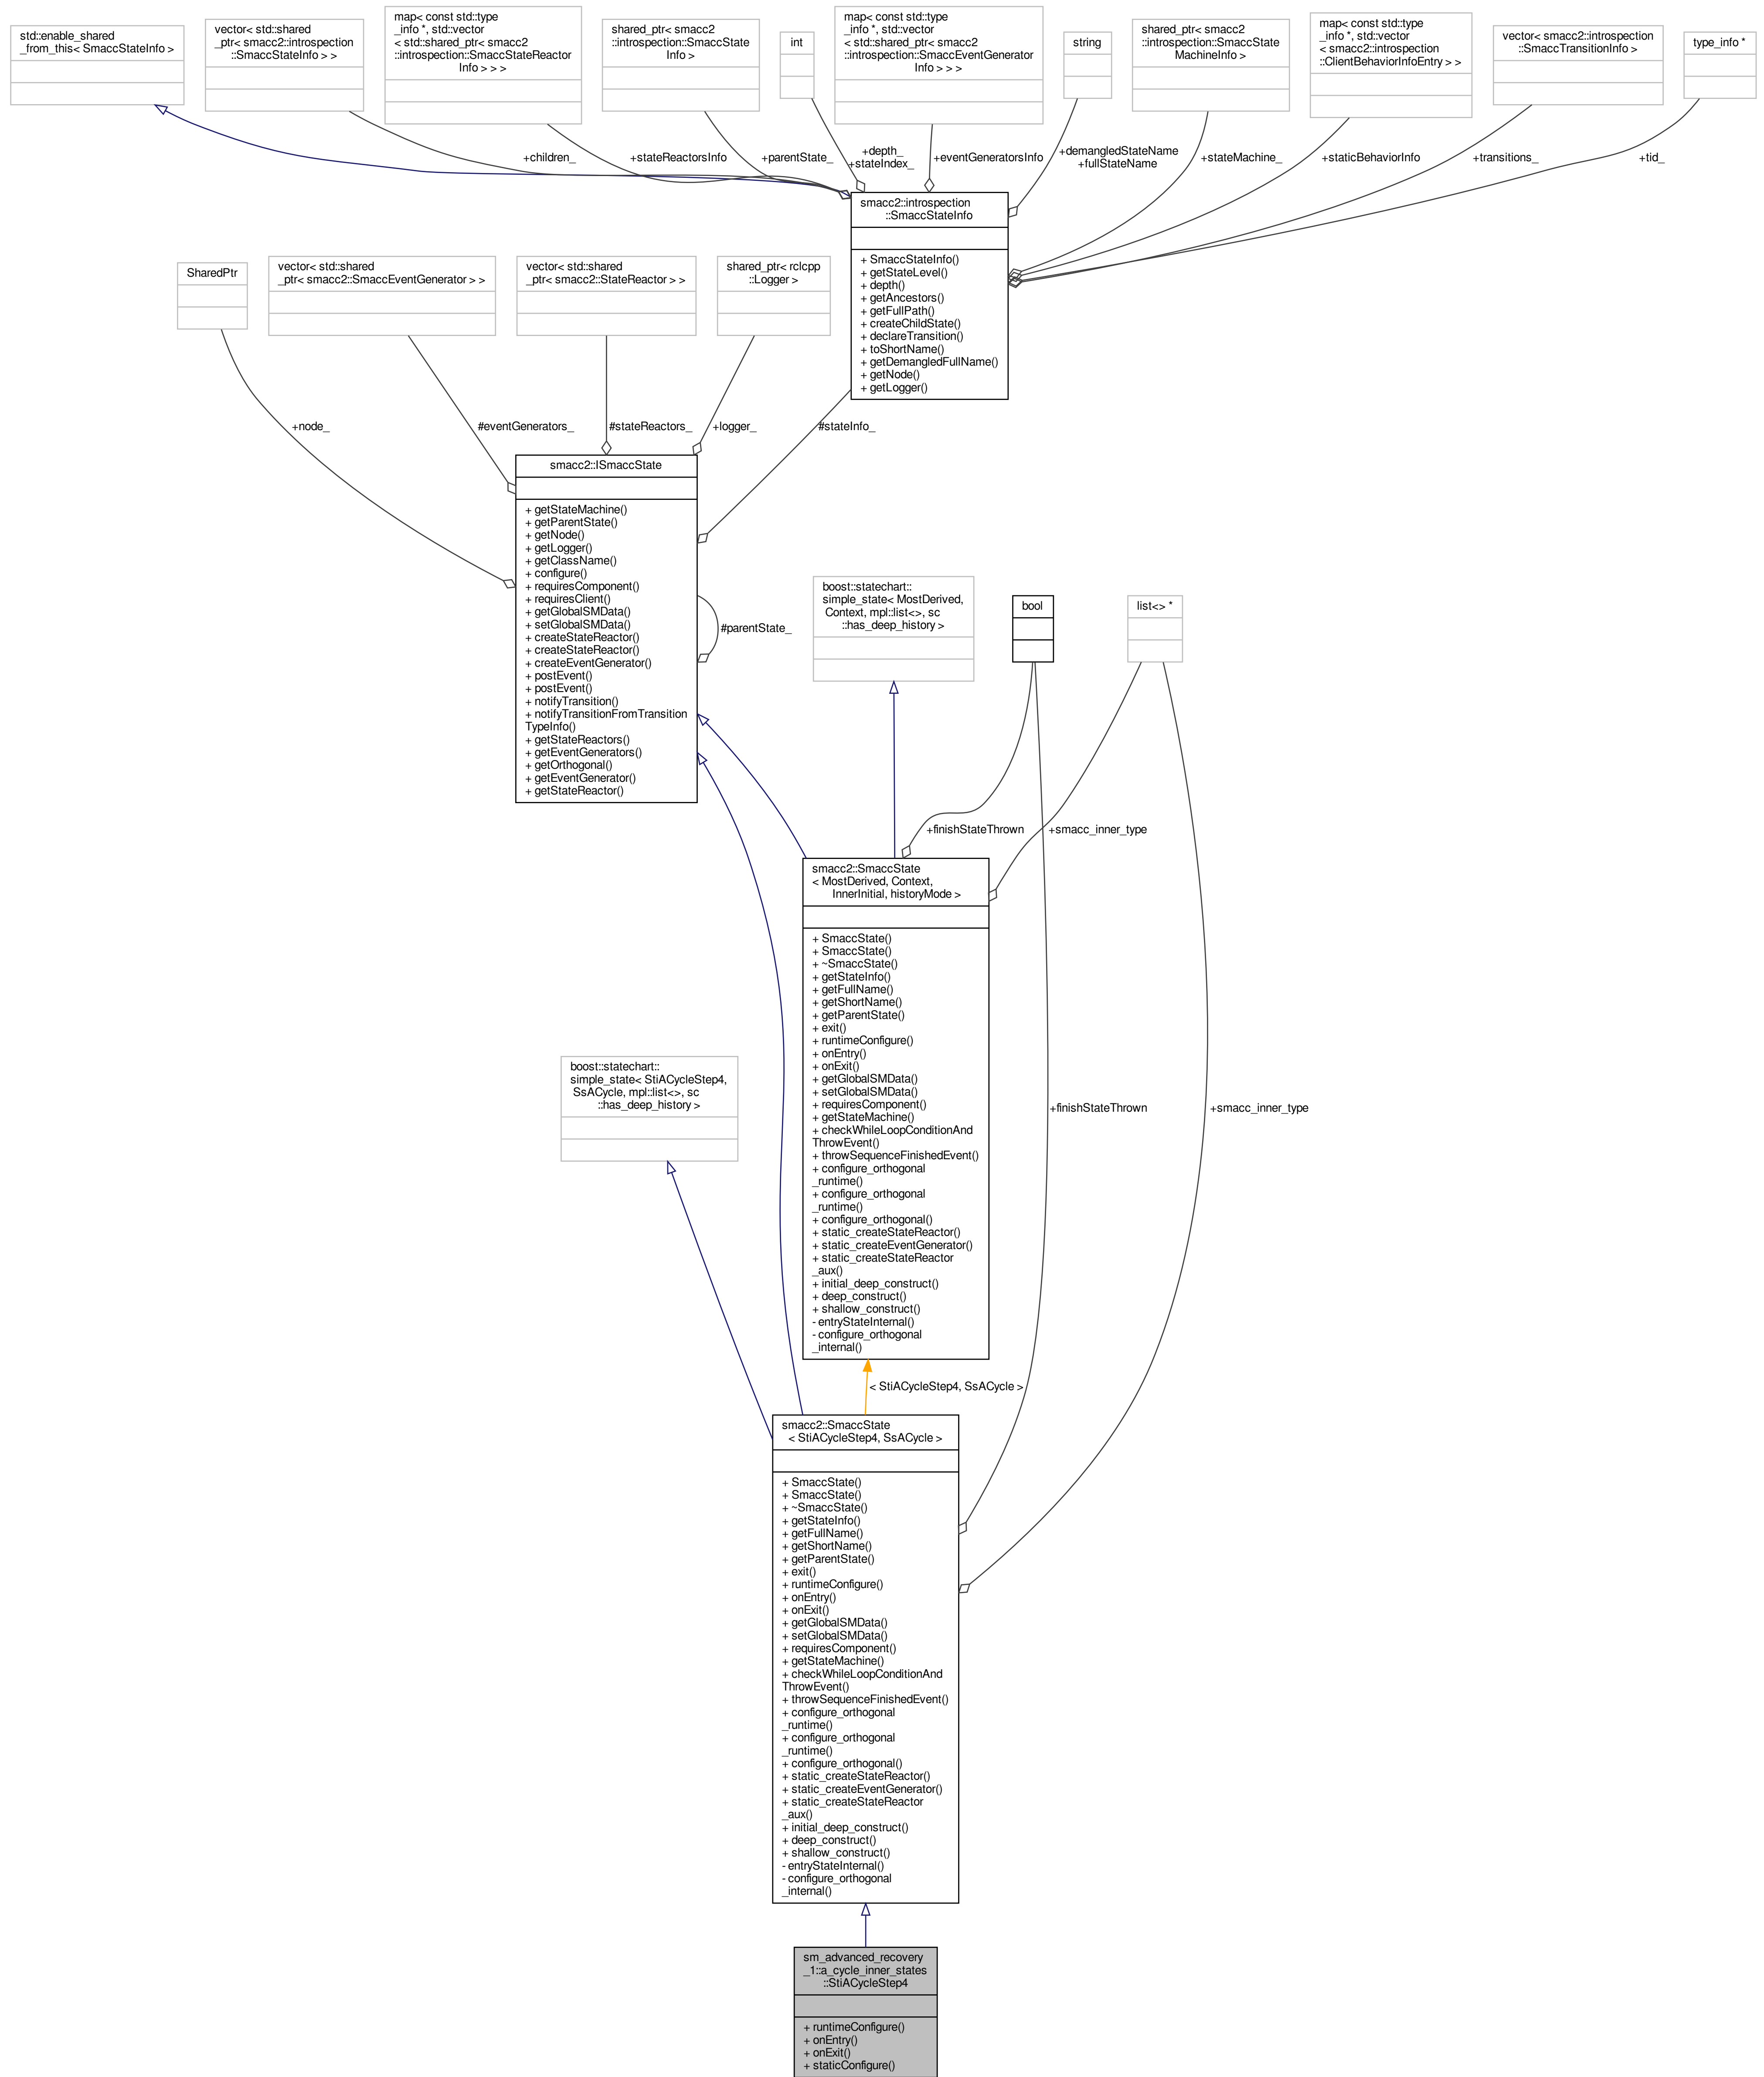 std::enable_shared
_from_this< SmaccStateInfo >
vector< std::shared
_ptr< smacc2::introspection
::SmaccStateInfo > >
map< const std::type
_info *, std::vector
< std::shared_ptr< smacc2
::introspection::SmaccStateReactor
Info > > >
shared_ptr< smacc2
::introspection::SmaccState
Info >
int
map< const std::type
_info *, std::vector
< std::shared_ptr< smacc2
::introspection::SmaccEventGenerator
Info > > >
string
shared_ptr< smacc2
::introspection::SmaccState
MachineInfo >
map< const std::type
_info *, std::vector
< smacc2::introspection
::ClientBehaviorInfoEntry > >
vector< smacc2::introspection
::SmaccTransitionInfo >
type_info *
+children_
+stateReactorsInfo
+parentState_
+depth_
+stateIndex_
+eventGeneratorsInfo
+demangledStateName
+fullStateName
+stateMachine_
+staticBehaviorInfo
+transitions_
+tid_
smacc2::introspection
::SmaccStateInfo
+ SmaccStateInfo()
+ getStateLevel()
+ depth()
+ getAncestors()
+ getFullPath()
+ createChildState()
+ declareTransition()
+ toShortName()
+ getDemangledFullName()
+ getNode()
+ getLogger()
SharedPtr
vector< std::shared
_ptr< smacc2::SmaccEventGenerator > >
vector< std::shared
_ptr< smacc2::StateReactor > >
shared_ptr< rclcpp
::Logger >
+node_
#eventGenerators_
#stateReactors_
+logger_
#stateInfo_
smacc2::ISmaccState
+ getStateMachine()
+ getParentState()
+ getNode()
+ getLogger()
+ getClassName()
+ configure()
+ requiresComponent()
+ requiresClient()
+ getGlobalSMData()
+ setGlobalSMData()
+ createStateReactor()
+ createStateReactor()
+ createEventGenerator()
+ postEvent()
+ postEvent()
+ notifyTransition()
+ notifyTransitionFromTransition
TypeInfo()
+ getStateReactors()
+ getEventGenerators()
+ getOrthogonal()
+ getEventGenerator()
+ getStateReactor()
#parentState_
boost::statechart::
simple_state< MostDerived,
Context, mpl::list<>, sc
::has_deep_history >
bool
list<> *
+finishStateThrown
+smacc_inner_type
smacc2::SmaccState
< MostDerived, Context,
InnerInitial, historyMode >
+ SmaccState()
+ SmaccState()
+ ~SmaccState()
+ getStateInfo()
+ getFullName()
+ getShortName()
+ getParentState()
+ exit()
+ runtimeConfigure()
+ onEntry()
+ onExit()
+ getGlobalSMData()
+ setGlobalSMData()
+ requiresComponent()
+ getStateMachine()
+ checkWhileLoopConditionAnd
ThrowEvent()
+ throwSequenceFinishedEvent()
+ configure_orthogonal
_runtime()
+ configure_orthogonal
_runtime()
+ configure_orthogonal()
+ static_createStateReactor()
+ static_createEventGenerator()
+ static_createStateReactor
_aux()
+ initial_deep_construct()
+ deep_construct()
+ shallow_construct()
- entryStateInternal()
- configure_orthogonal
_internal()
boost::statechart::
simple_state< StiACycleStep4,
SsACycle, mpl::list<>, sc
::has_deep_history >
+finishStateThrown
+smacc_inner_type
< StiACycleStep4, SsACycle >
smacc2::SmaccState
< StiACycleStep4, SsACycle >
+ SmaccState()
+ SmaccState()
+ ~SmaccState()
+ getStateInfo()
+ getFullName()
+ getShortName()
+ getParentState()
+ exit()
+ runtimeConfigure()
+ onEntry()
+ onExit()
+ getGlobalSMData()
+ setGlobalSMData()
+ requiresComponent()
+ getStateMachine()
+ checkWhileLoopConditionAnd
ThrowEvent()
+ throwSequenceFinishedEvent()
+ configure_orthogonal
_runtime()
+ configure_orthogonal
_runtime()
+ configure_orthogonal()
+ static_createStateReactor()
+ static_createEventGenerator()
+ static_createStateReactor
_aux()
+ initial_deep_construct()
+ deep_construct()
+ shallow_construct()
- entryStateInternal()
- configure_orthogonal
_internal()
sm_advanced_recovery
_1::a_cycle_inner_states
::StiACycleStep4
+ runtimeConfigure()
+ onEntry()
+ onExit()
+ staticConfigure()